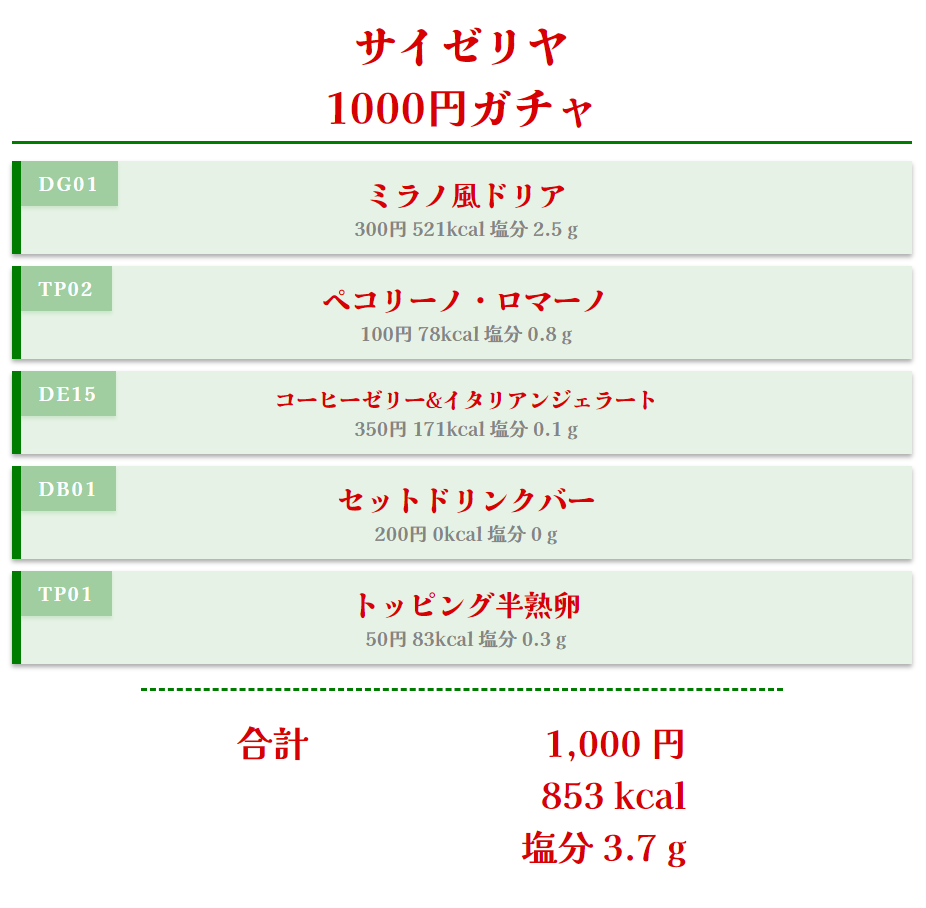 サイゼリヤ
1000円ガチャ
DG01
ミラノ風ドリア
300円 521kcal 塩分 2.5 g
TP02
ペコリーノ・ロマーノ
100円 78kcal 塩分 0.8 g
DE15
コーヒーゼリー&イタリアンジェラート
350円 171kcal 塩分 0.1 g
DB01
セットドリンクバー
200円 0kcal 塩分 0 g
TP01
トッピング半熟卵
50円 83kcal 塩分 0.3 g
合計 1,000 円
853 kcal
塩分 3.7 g